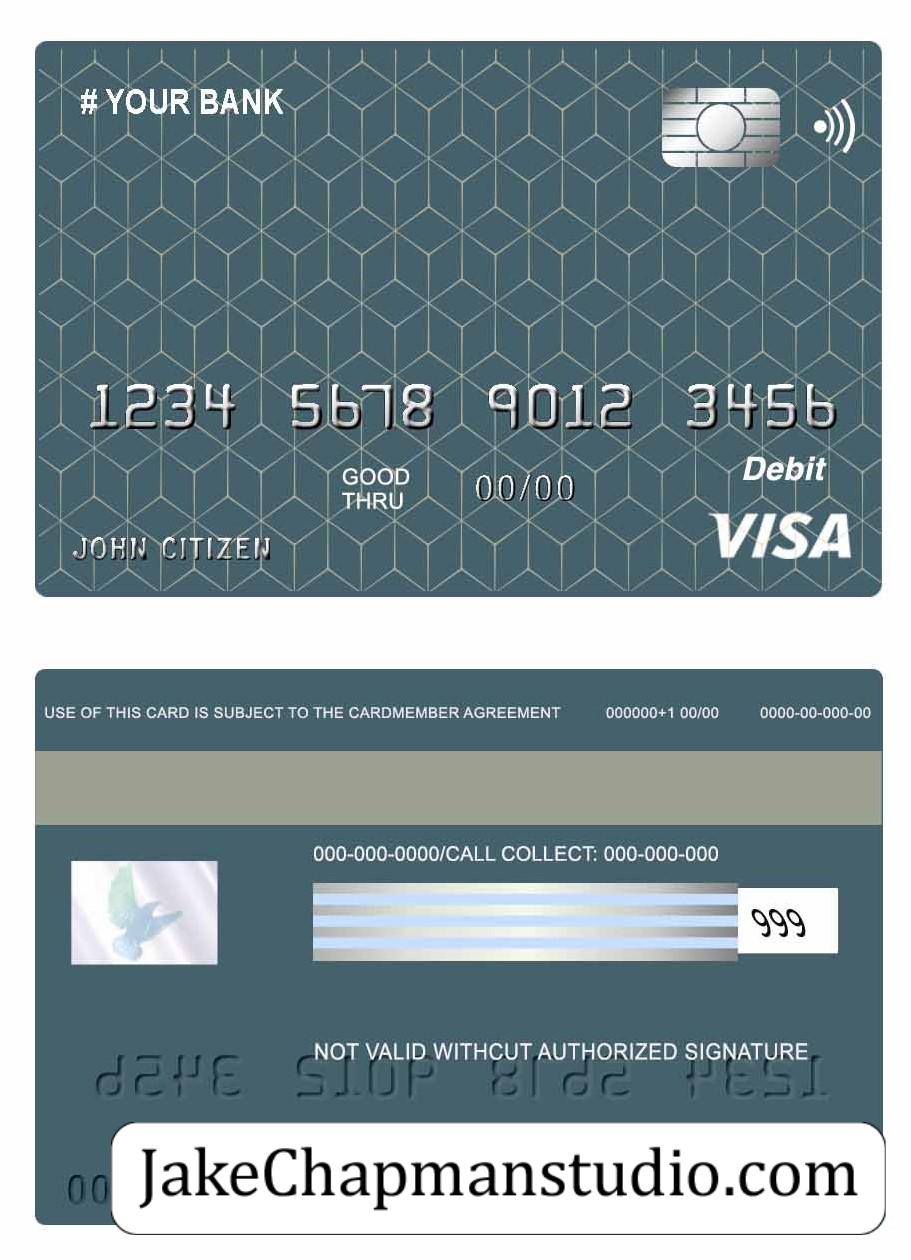 # YOUR BANK
1234 5678 9012 3456
Debit
GOOD
THRU
00/00
VISA
JOHN CITIZEN
USE OF THIS CARD IS SUBJECT TO THE CARDMEMBER AGREEMENT 000000+1 00/00 0000-00-000-00
000-000-0000/CALL COLLECT: 000-000-000
999
NOT VALID WITHCUT AUTHORIZED SIGNATURE
00
JakeChapmanstudio.com